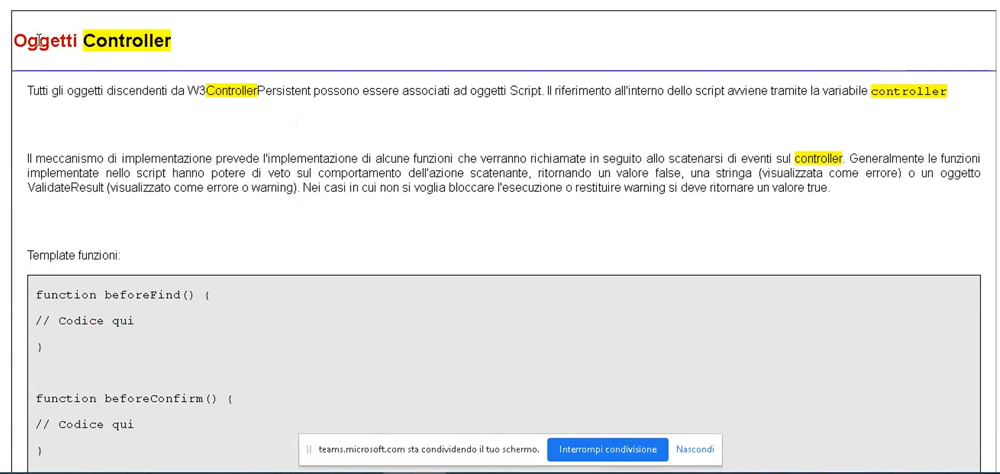 Oggetti Controller
Tutti gli oggetti discendenti da W3ControllerPersistent possono essere associati ad oggetti Script. Il riferimento all'interno dello script avviene tramite la variabile controller
Il meccanismo di implementazione prevede l'implementazione di alcune funzioni che verranno richiamate in seguito allo scatenarsi di eventi sul controller. Generalmente le funzioni
implementate nello script hanno potere di veto sul comportamento dell'azione scatenante, ritornando un valore false, una stringa (visualizzata come errore) o un oggetto
ValidateResult (visualizzato come errore o warning). Nei casi in cui non si voglia bloccare l'esecuzione o restituire warning si deve ritornare un valore true.
Template funzioni:
function beforeFind() {
// Codice qui
}
function beforeConfirm() {
// Codice qui
}
teams.microsoft.com sta condividendo il tuo schermo. Interrompi condivisione Nascondi